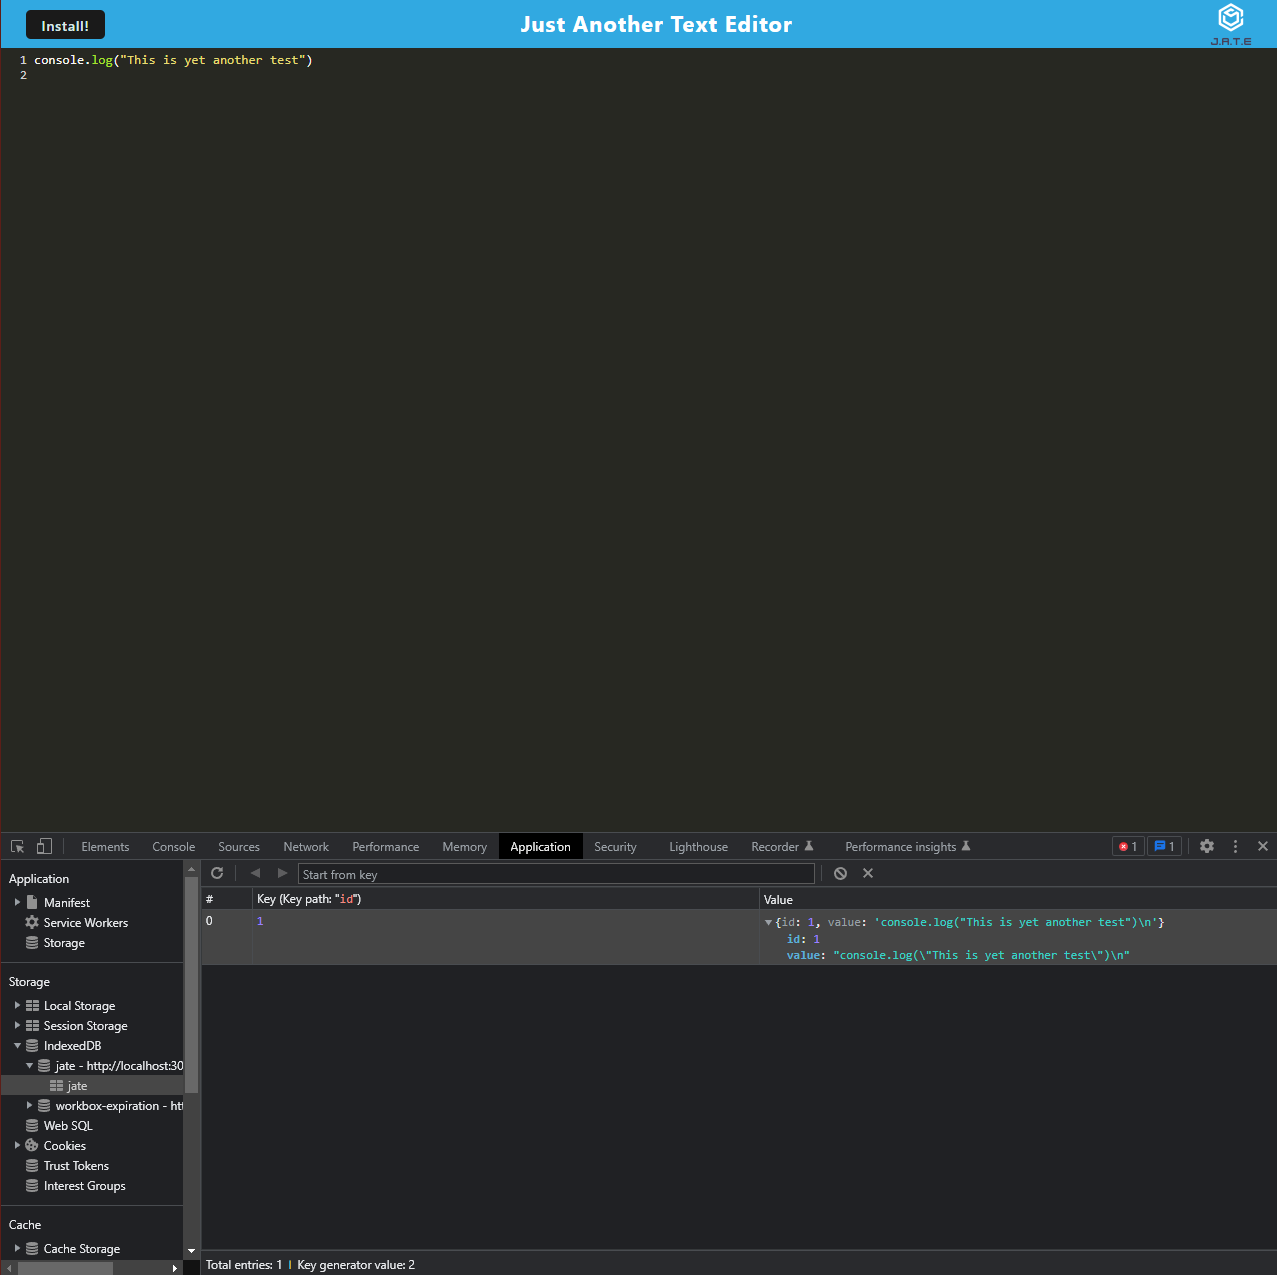 Install!
Just Another Text Editor
J.A.T.E
1 console.log("This is yet another test")
2
Elements Console Sources Network Performance Memory Application Security Lighthouse Recorder Performance insights 1 1
Application
Manifest
Service Workers
Storage
Storage
Local Storage
Session Storage
IndexedDB
jate - http://localhost:30
jate
workbox-expiration - htt
Web SQL
Cookies
Trust Tokens
Interest Groups
Cache
Cache Storage
Start from key
# Key (Key path: "id") Value
0 1 {id: 1, value: 'console.log("This is yet another test")\n'}
id: 1
value: "console.log(\"This is yet another test\")\n"
Total entries: 1 Key generator value: 2